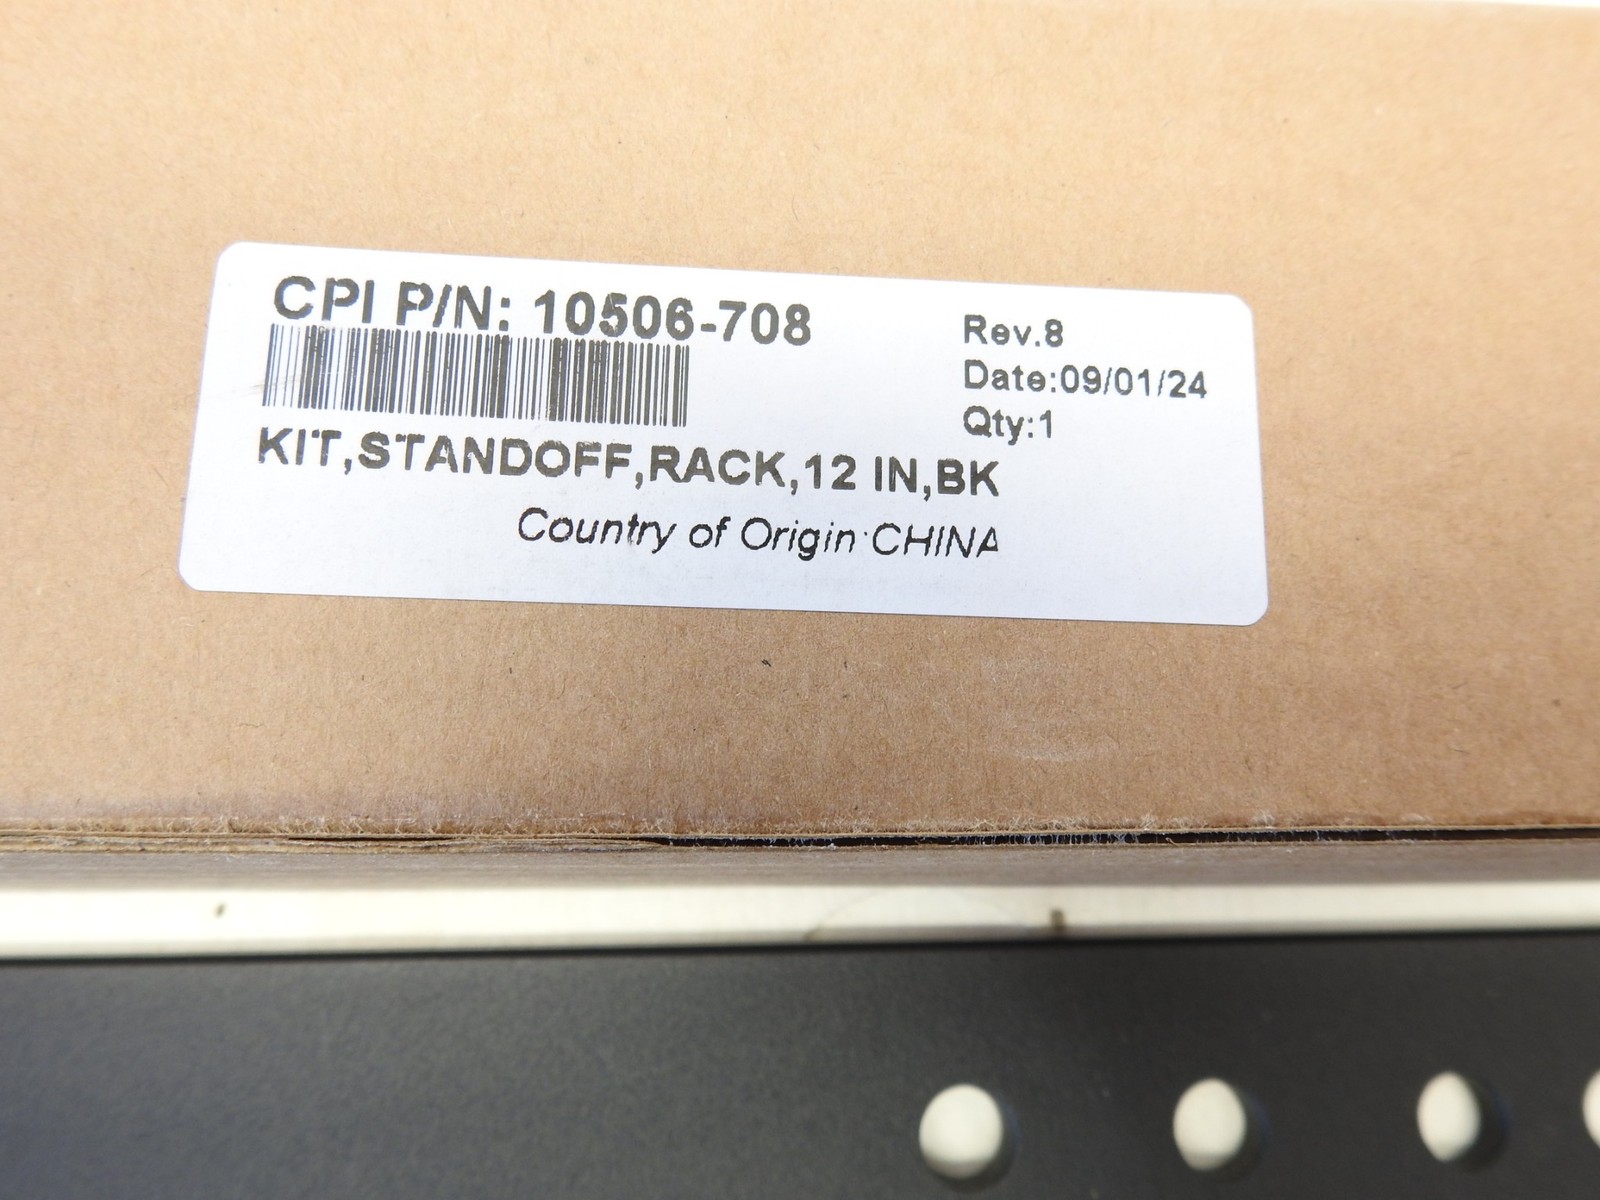 CPI P/N: 10506-708
Rev.8
Date:09/01/24
Qty:1
KIT,STANDOFF,RACK,12 IN,BK
Country of Origin:CHINA